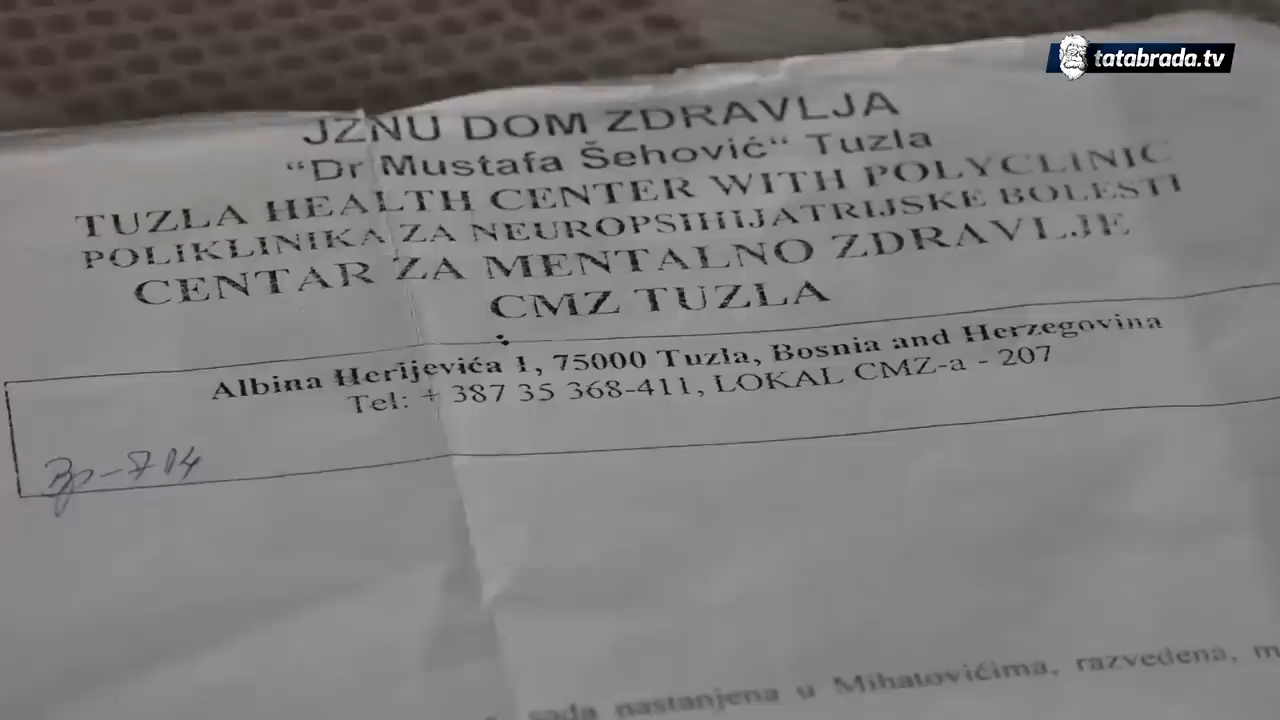 tatabrada.tv
JZNU DOM ZDRAVLJA
“Dr Mustafa Šehović“ Tuzla
TUZLA HEALTH CENTER WITH POLYCLINIC
POLIKLINIKA ZA NEUROPSIHIJATRIJSKE BOLESTI
CENTAR ZA MENTALNO ZDRAVLJE
CMZ TUZLA
Albina Herljevića 1, 75000 Tuzla, Bosnia and Herzegovina
Tel: + 387 35 368-411, LOKAL CMZ-a - 207
sada nastanjena u Mihatovićima, razvedena,